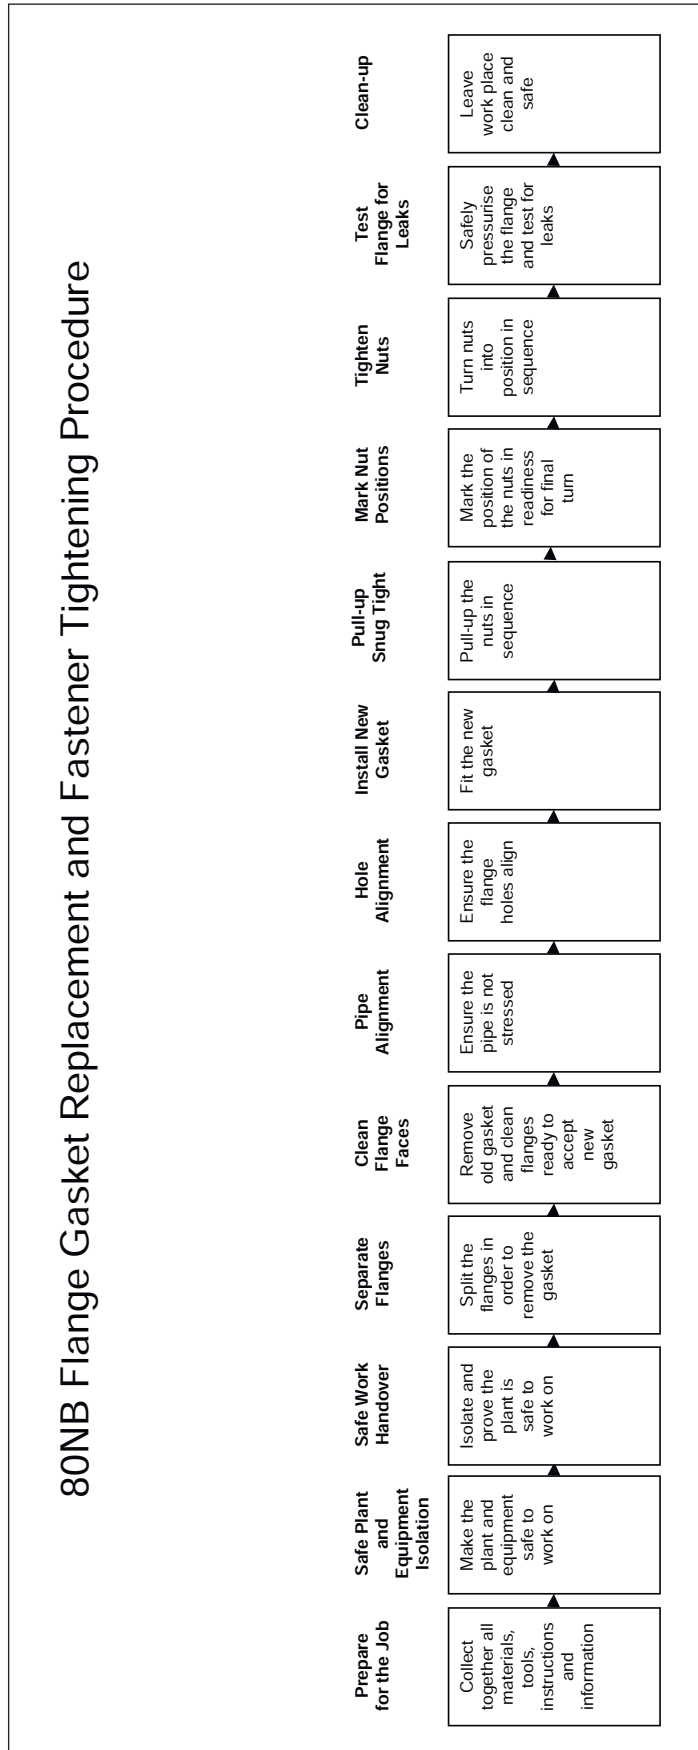 80NB Flange Gasket Replacement and Fastener Tightening Procedure
Prepare
for the Job
Collect
together all
materials,
tools,
instructions
and
information
Safe Plant
and
Equipment
Isolation
Make the
plant and
equipment
safe to
work on
Safe Work
Handover
Isolate and
prove the
plant is
safe to
work on
Separate
Flanges
Split the
flanges in
order to
remove the
gasket
Clean
Flange
Faces
Remove
old gasket
and clean
flanges
ready to
accept
new
gasket
Pipe
Alignment
Ensure the
pipe is not
stressed
Hole
Alignment
Ensure the
flange
holes align
Install New
Gasket
Fit the new
gasket
Pull-up
Snug Tight
Pull-up the
nuts in
sequence
Mark Nut
Positions
Mark the
position of
the nuts in
readiness
for final
turn
Tighten
Nuts
Turn nuts
into
position in
sequence
Test
Flange for
Leaks
Safely
pressurise
the flange
and test for
leaks
Clean-up
Leave
work place
clean and
safe